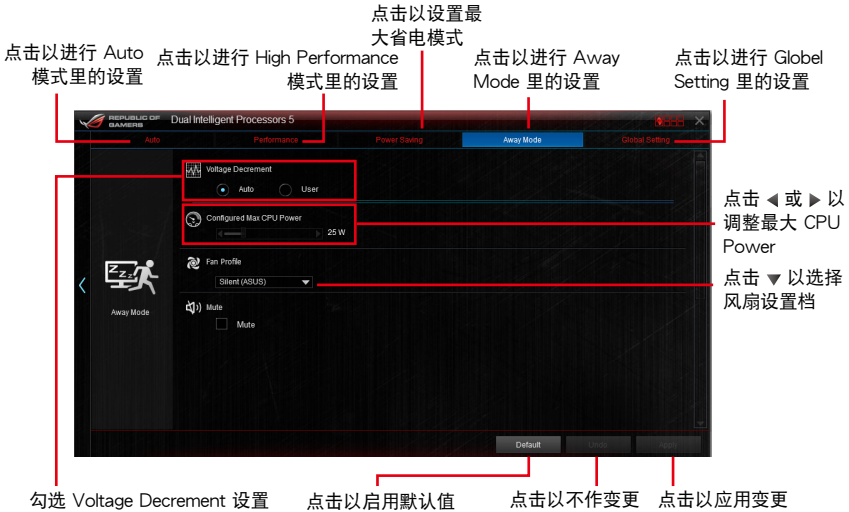 点击以设置最
大省电模式
点击以进行 Auto
模式里的设置
点击以进行 High Performance
模式里的设置
点击以进行 Away
Mode 里的设置
点击以进行 Globel
Setting 里的设置
REPUBLIC OF
GAMERS
Dual Intelligent Processors 5
Auto
Performance
Power Saving
Away Mode
Global Setting
Voltage Decrement
Auto
User
Configured Max CPU Power
25 W
Fan Profile
Silent (ASUS)
Mute
Mute
Zzz
Away Mode
点击 ◀ 或 ▶ 以
调整最大 CPU
Power
点击 ▼ 以选择
风扇设置档
Default
Undo
Apply
勾选 Voltage Decrement 设置
点击以启用默认值
点击以不作变更
点击以应用变更